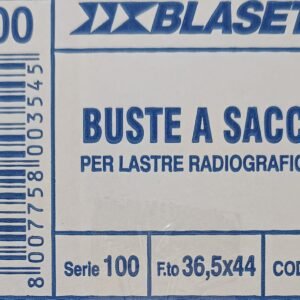 00
BLASET
BUSTE A SACC
PER LASTRE RADIOGRAFIC
Serie 100
F.to 36,5x44
COD
8007758003545